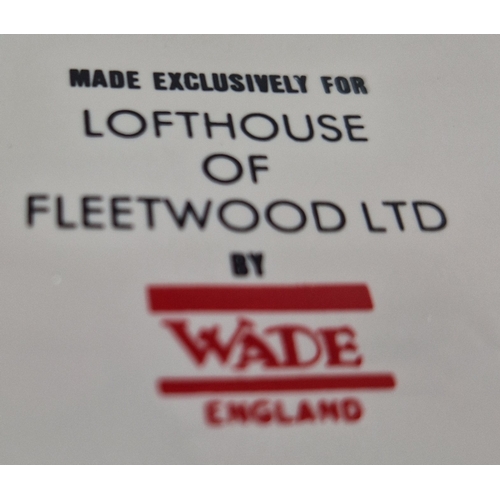 MADE EXCLUSIVELY FOR
LOFTHOUSE
OF
FLEETWOOD LTD
BY
WADE
ENGLAND